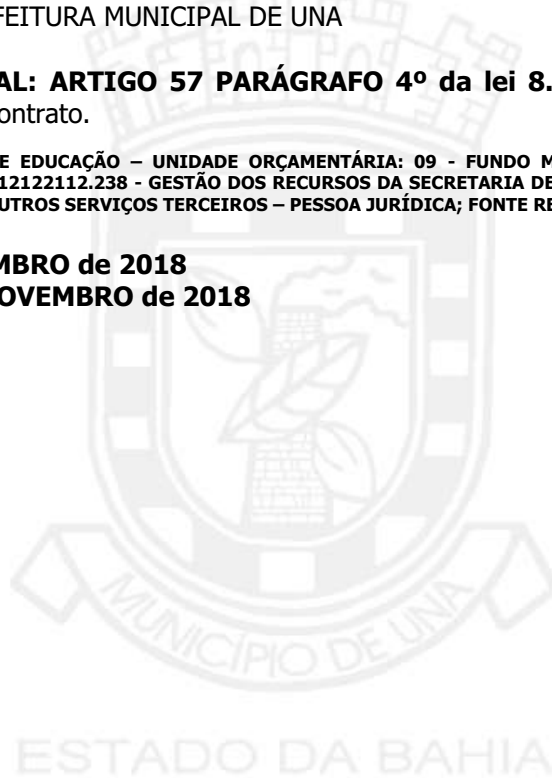 FEITURA MUNICIPAL DE UNA
AL: ARTIGO 57 PARÁGRAFO 4º da lei 8.
ontrato.
E EDUCAÇÃO – UNIDADE ORÇAMENTÁRIA: 09 - FUNDO M
12122112.238 - GESTÃO DOS RECURSOS DA SECRETARIA DE
UTROS SERVIÇOS TERCEIROS – PESSOA JURÍDICA; FONTE RE
MBRO de 2018
OVEMBRO de 2018
MUNICÍPIO DE UNA
ESTADO DA BAHIA